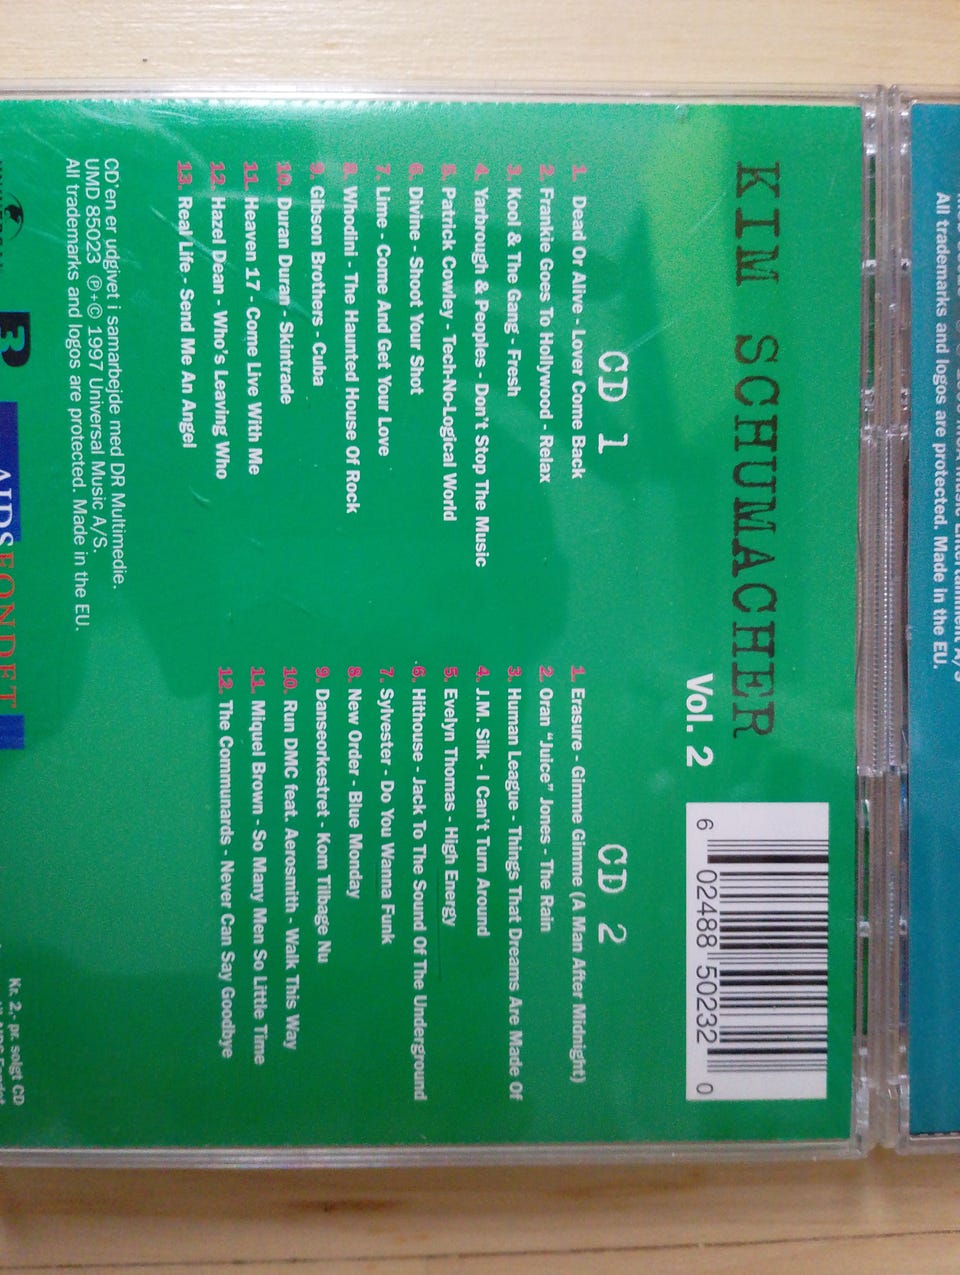 KIM SCHUMACHER
Vol. 2
6 02488 50232 0
CD 1
1. Dead Or Alive - Lover Come Back
2. Frankie Goes To Hollywood - Relax
3. Kool & The Gang - Fresh
4. Yarbrough & Peoples - Don't Stop The Music
5. Patrick Cowley - Tech-No-Logical World
6. Divine - Shoot Your Shot
7. Lime - Come And Get Your Love
8. Whodini - The Haunted House Of Rock
9. Gibson Brothers - Cuba
10. Duran Duran - Skintrade
11. Heaven 17 - Come Live With Me
12. Hazel Dean - Who's Leaving Who
13. Real Life - Send Me An Angel
CD 2
1. Erasure - Gimme Gimme (A Man After Midnight)
2. Oran "Juice" Jones - The Rain
3. Human League - Things That Dreams Are Made Of
4. J.M. Silk - I Can't Turn Around
5. Evelyn Thomas - High Energy
6. Hithouse - Jack To The Sound Of The Underground
7. Sylvester - Do You Wanna Funk
8. New Order - Blue Monday
9. Danseorkestret - Kom Tilbage Nu
10. Run DMC feat. Aerosmith - Walk This Way
11. Miquel Brown - So Many Men So Little Time
12. The Communards - Never Can Say Goodbye
CD'en er udgivet i samarbejde med DR Multimedie.
UMD 85023 ℗+© 1997 Universal Music A/S.
All trademarks and logos are protected. Made in the EU.
AIDSFONDET
Kr. 2,- pr. solgt CD
All trademarks and logos are protected. Made in the EU.